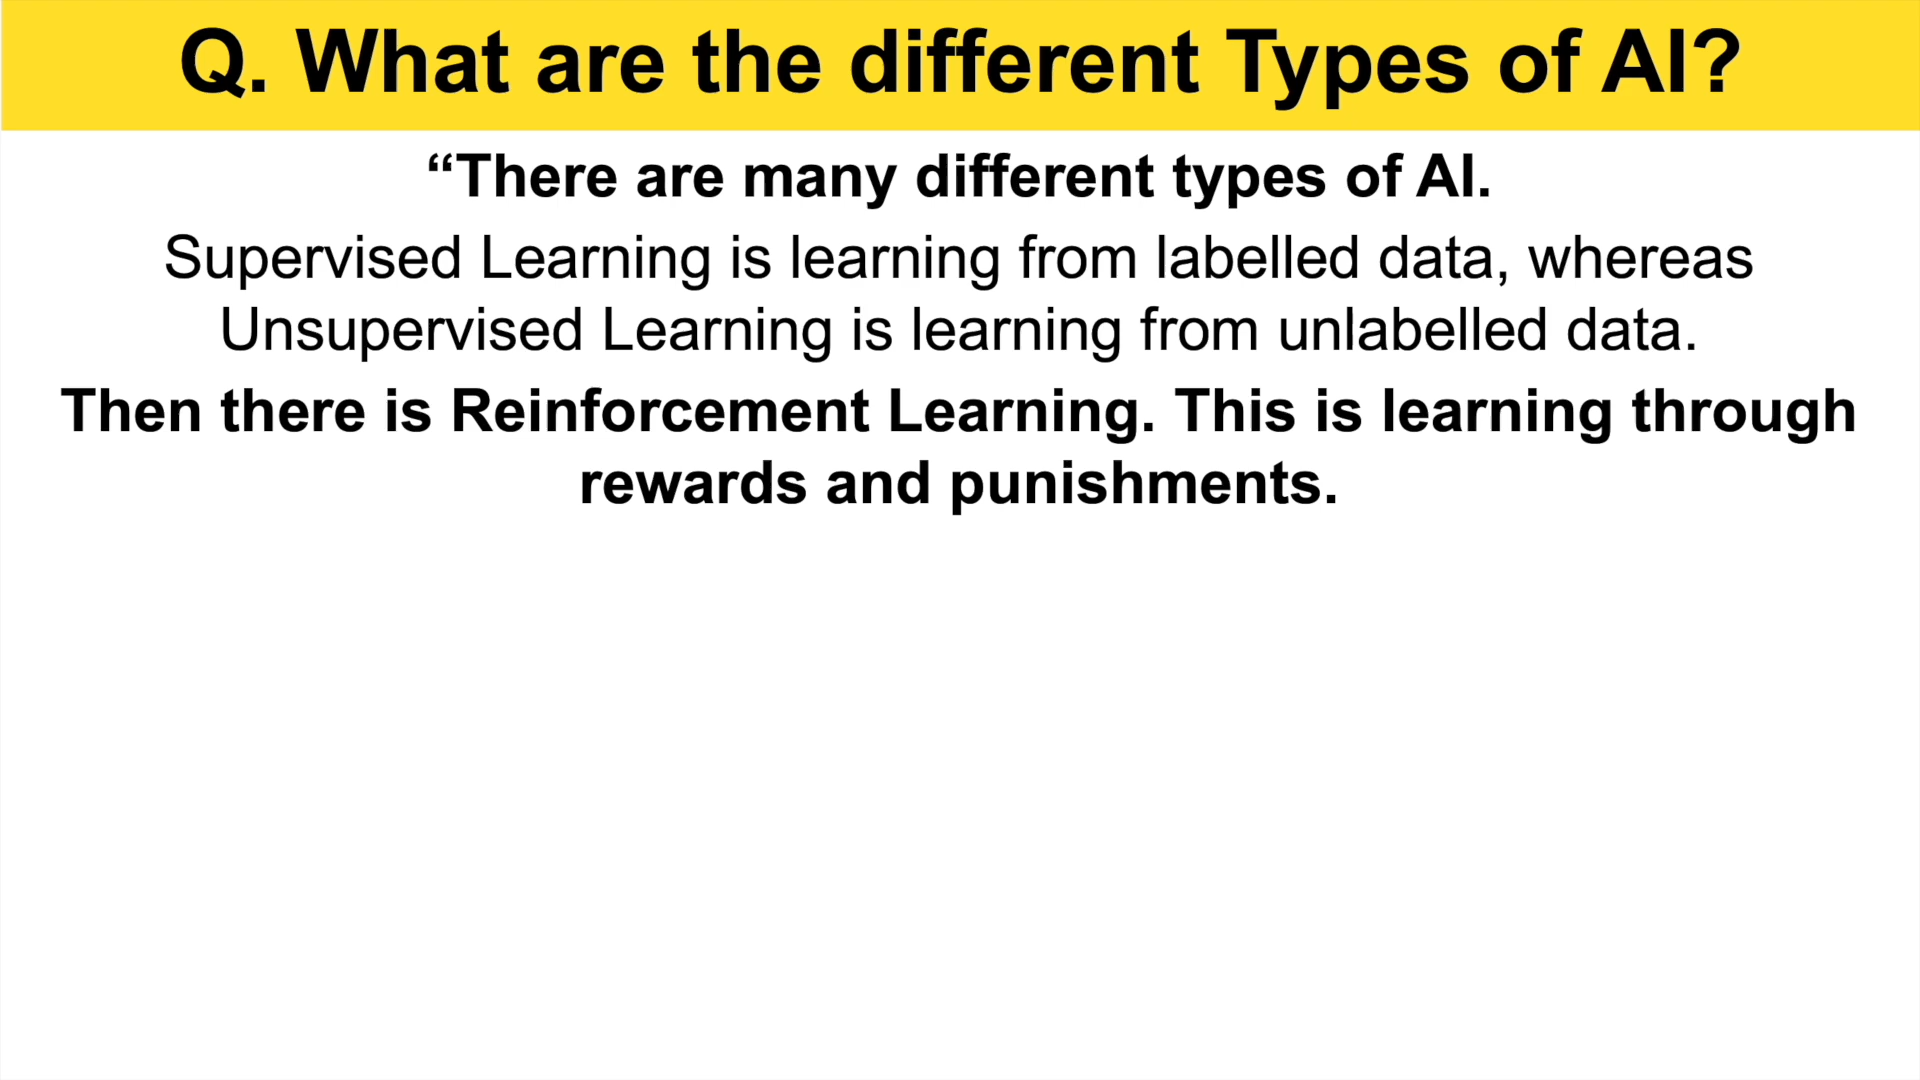 Q. What are the different Types of AI?
“There are many different types of AI.
Supervised Learning is learning from labelled data, whereas
Unsupervised Learning is learning from unlabelled data.
Then there is Reinforcement Learning. This is learning through
rewards and punishments.